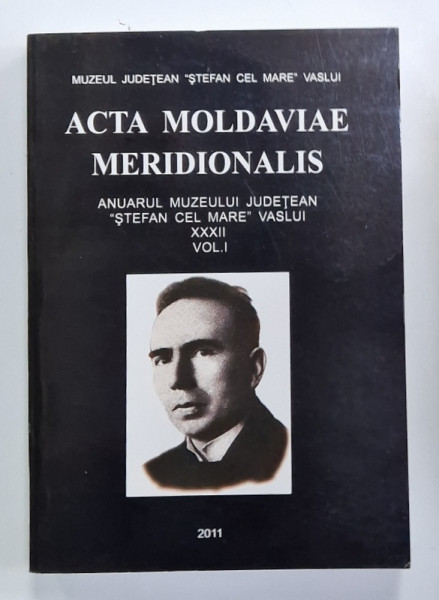 MUZEUL JUDEŢEAN "ŞTEFAN CEL MARE" VASLUI
ACTA MOLDAVIAE
MERIDIONALIS
ANUARUL MUZEULUI JUDEŢEAN
"ŞTEFAN CEL MARE" VASLUI
XXXII
VOL.I
2011